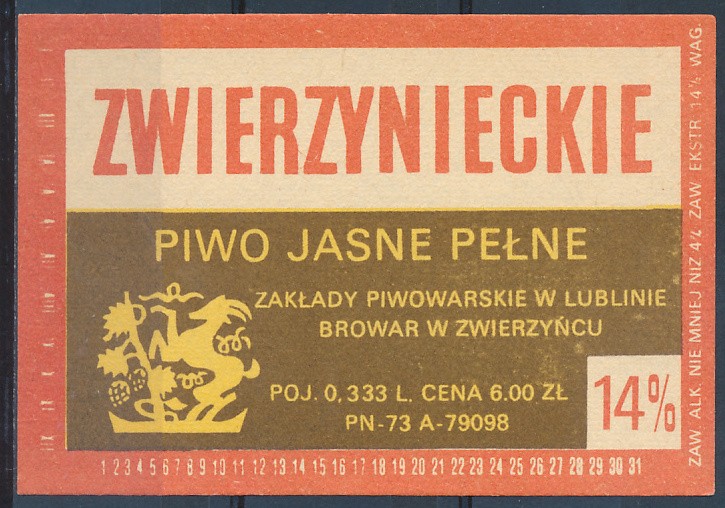 ZWIERZYNIECKIE
PIWO JASNE PEŁNE
ZAKŁADY PIWOWARSKIE W LUBLINIE
BROWAR W ZWIERZYŃCU
POJ. 0,333 L. CENA 6.00 ZŁ
PN-73 A-79098
14%
ZAW. ALK. NIE MNIEJ NIZ 4% ZAW EKSTR 14% WAG.
1 2 3 4 5 6 7 8 9 10 11 12 13 14 15 16 17 18 19 20 21 22 23 24 25 26 27 28 29 30 31